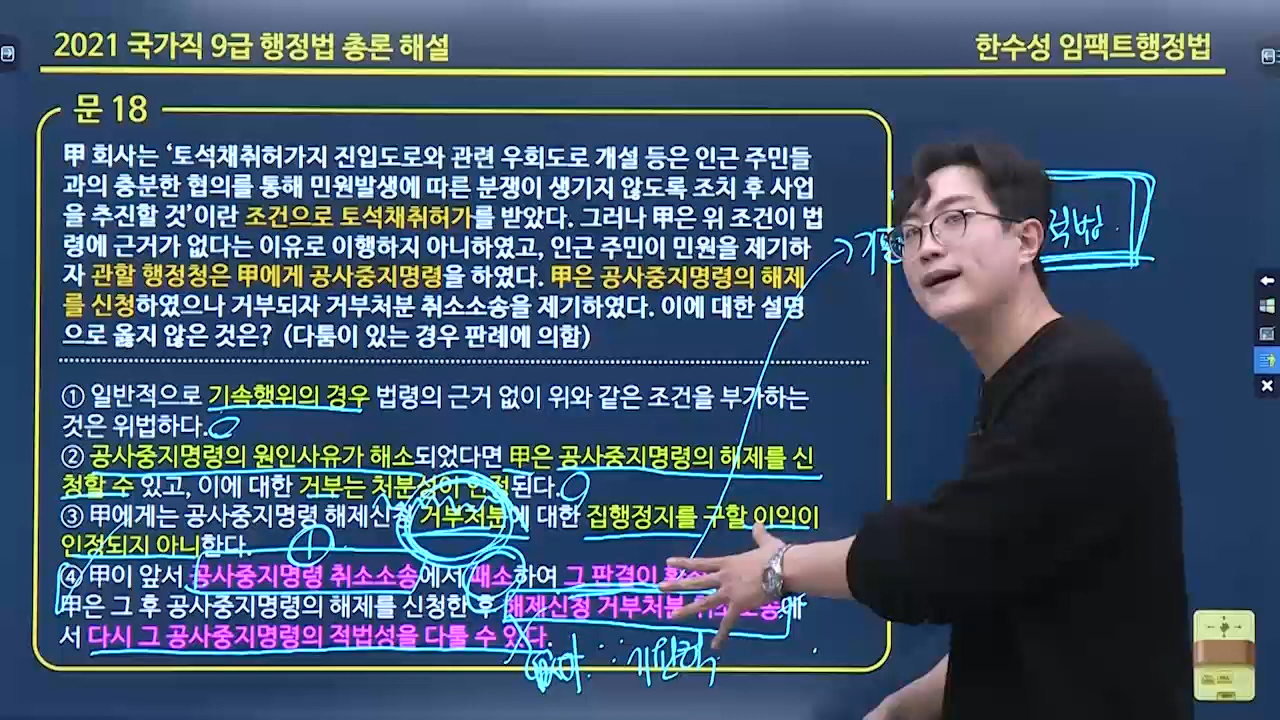 2021 국가직 9급 행정법 총론 해설
한수성 임팩트행정법
문 18
甲 회사는 ‘토석채취허가지 진입도로와 관련 우회도로 개설 등은 인근 주민들
과의 충분한 협의를 통해 민원발생에 따른 분쟁이 생기지 않도록 조치 후 사업
을 추진할 것’이란 조건으로 토석채취허가를 받았다. 그러나 甲은 위 조건이 법
령에 근거가 없다는 이유로 이행하지 아니하였고, 인근 주민이 민원을 제기하
자 관할 행정청은 甲에게 공사중지명령을 하였다. 甲은 공사중지명령의 해제
를 신청하였으나 거부되자 거부처분 취소소송을 제기하였다. 이에 대한 설명
으로 옳지 않은 것은? (다툼이 있는 경우 판례에 의함)
① 일반적으로 기속행위의 경우 법령의 근거 없이 위와 같은 조건을 부가하는
것은 위법하다.
② 공사중지명령의 원인사유가 해소되었다면 甲은 공사중지명령의 해제를 신
청할 수 있고, 이에 대한 거부는 처분성이 인정된다.
③ 甲에게는 공사중지명령 해제신청 거부처분에 대한 집행정지를 구할 이익이
인정되지 아니한다.
①
④ 甲이 앞서 공사중지명령 취소소송에서 패소하여 그 판결이
甲은 그 후 공사중지명령의 해제를 신청한 후 해제신청 거부처분 취소소송에
서 다시 그 공사중지명령의 적법성을 다툴 수 있다.
기판력